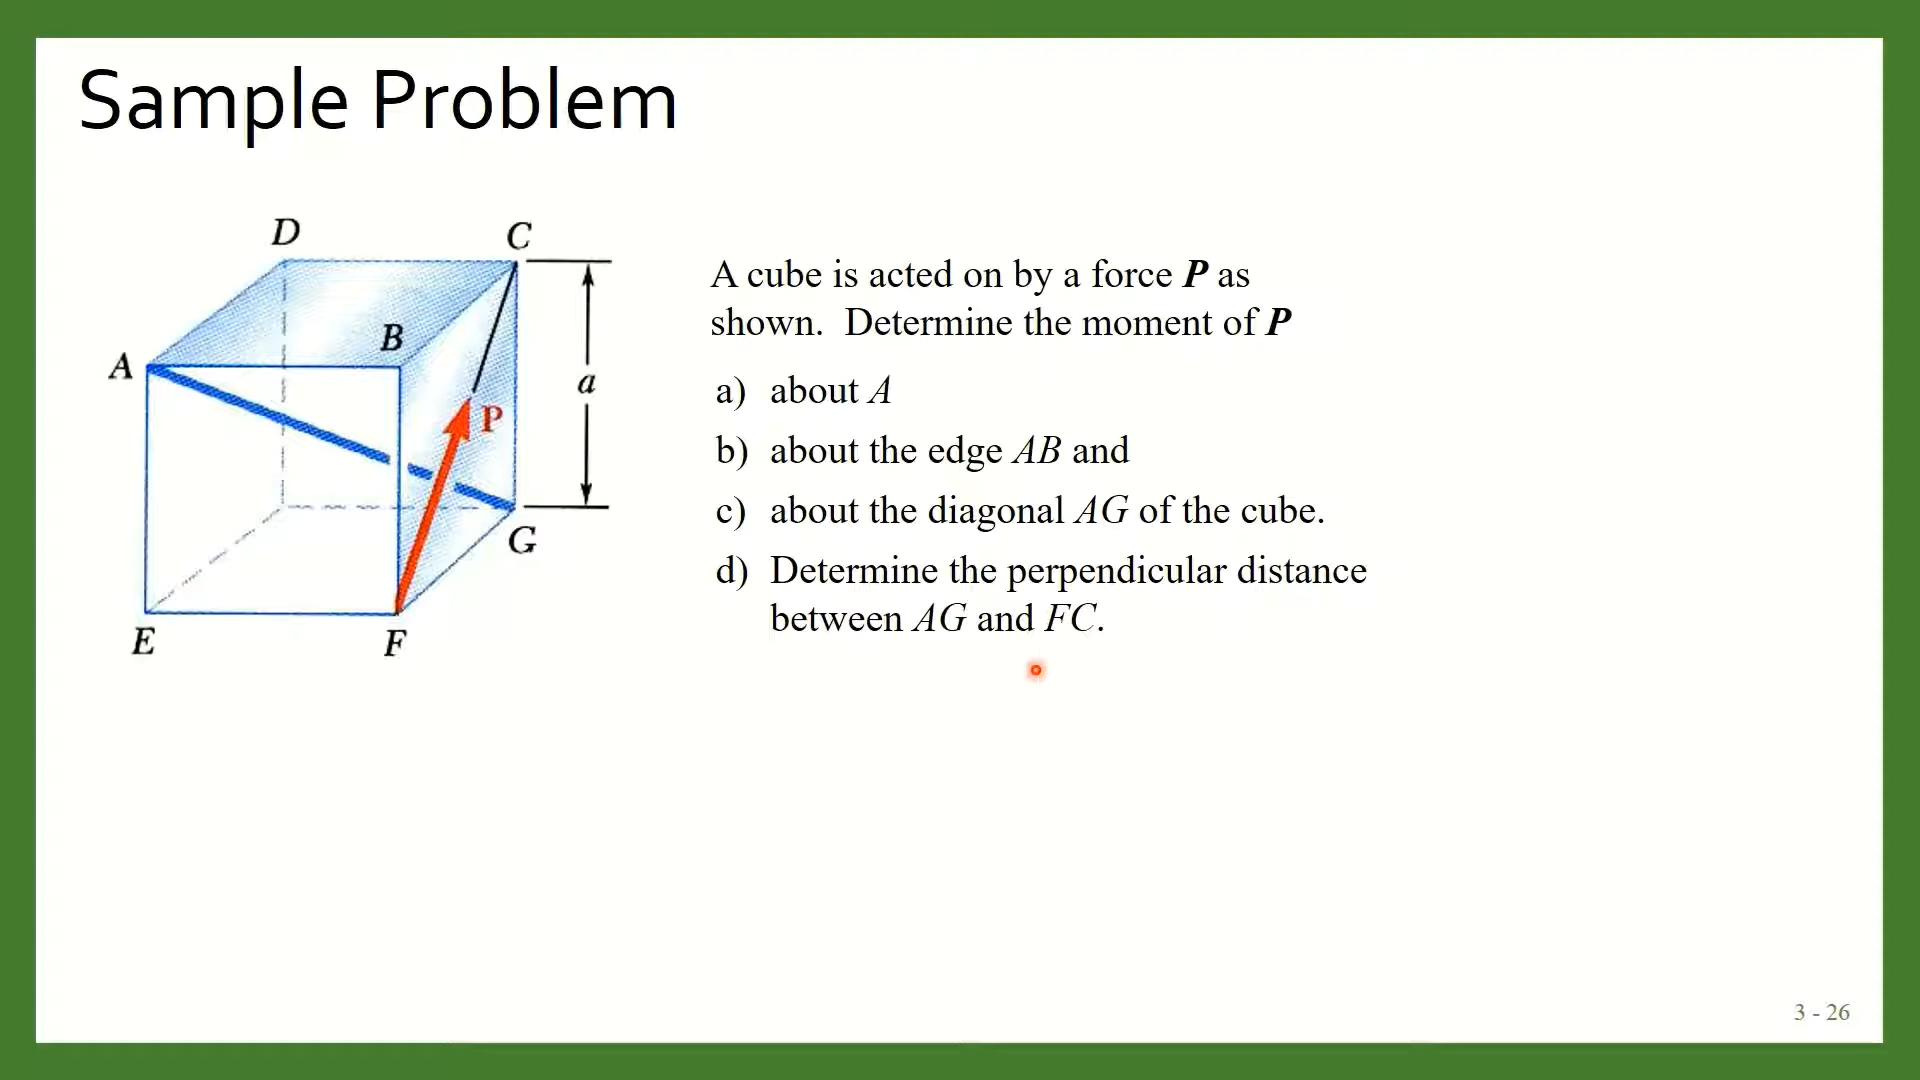 Sample Problem
D
C
A
B
a
P
G
E
F
A cube is acted on by a force P as
shown.  Determine the moment of P
a) about A
b) about the edge AB and
c) about the diagonal AG of the cube.
d) Determine the perpendicular distance
between AG and FC.
3 - 26